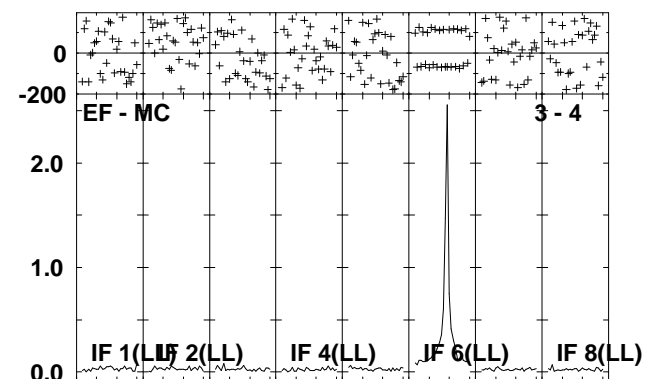 0
-200
EF - MC 3 - 4
2.0
1.0
IF 1(LL) IF 2(LL) IF 4(LL) IF 6(LL) IF 8(LL)
0.0